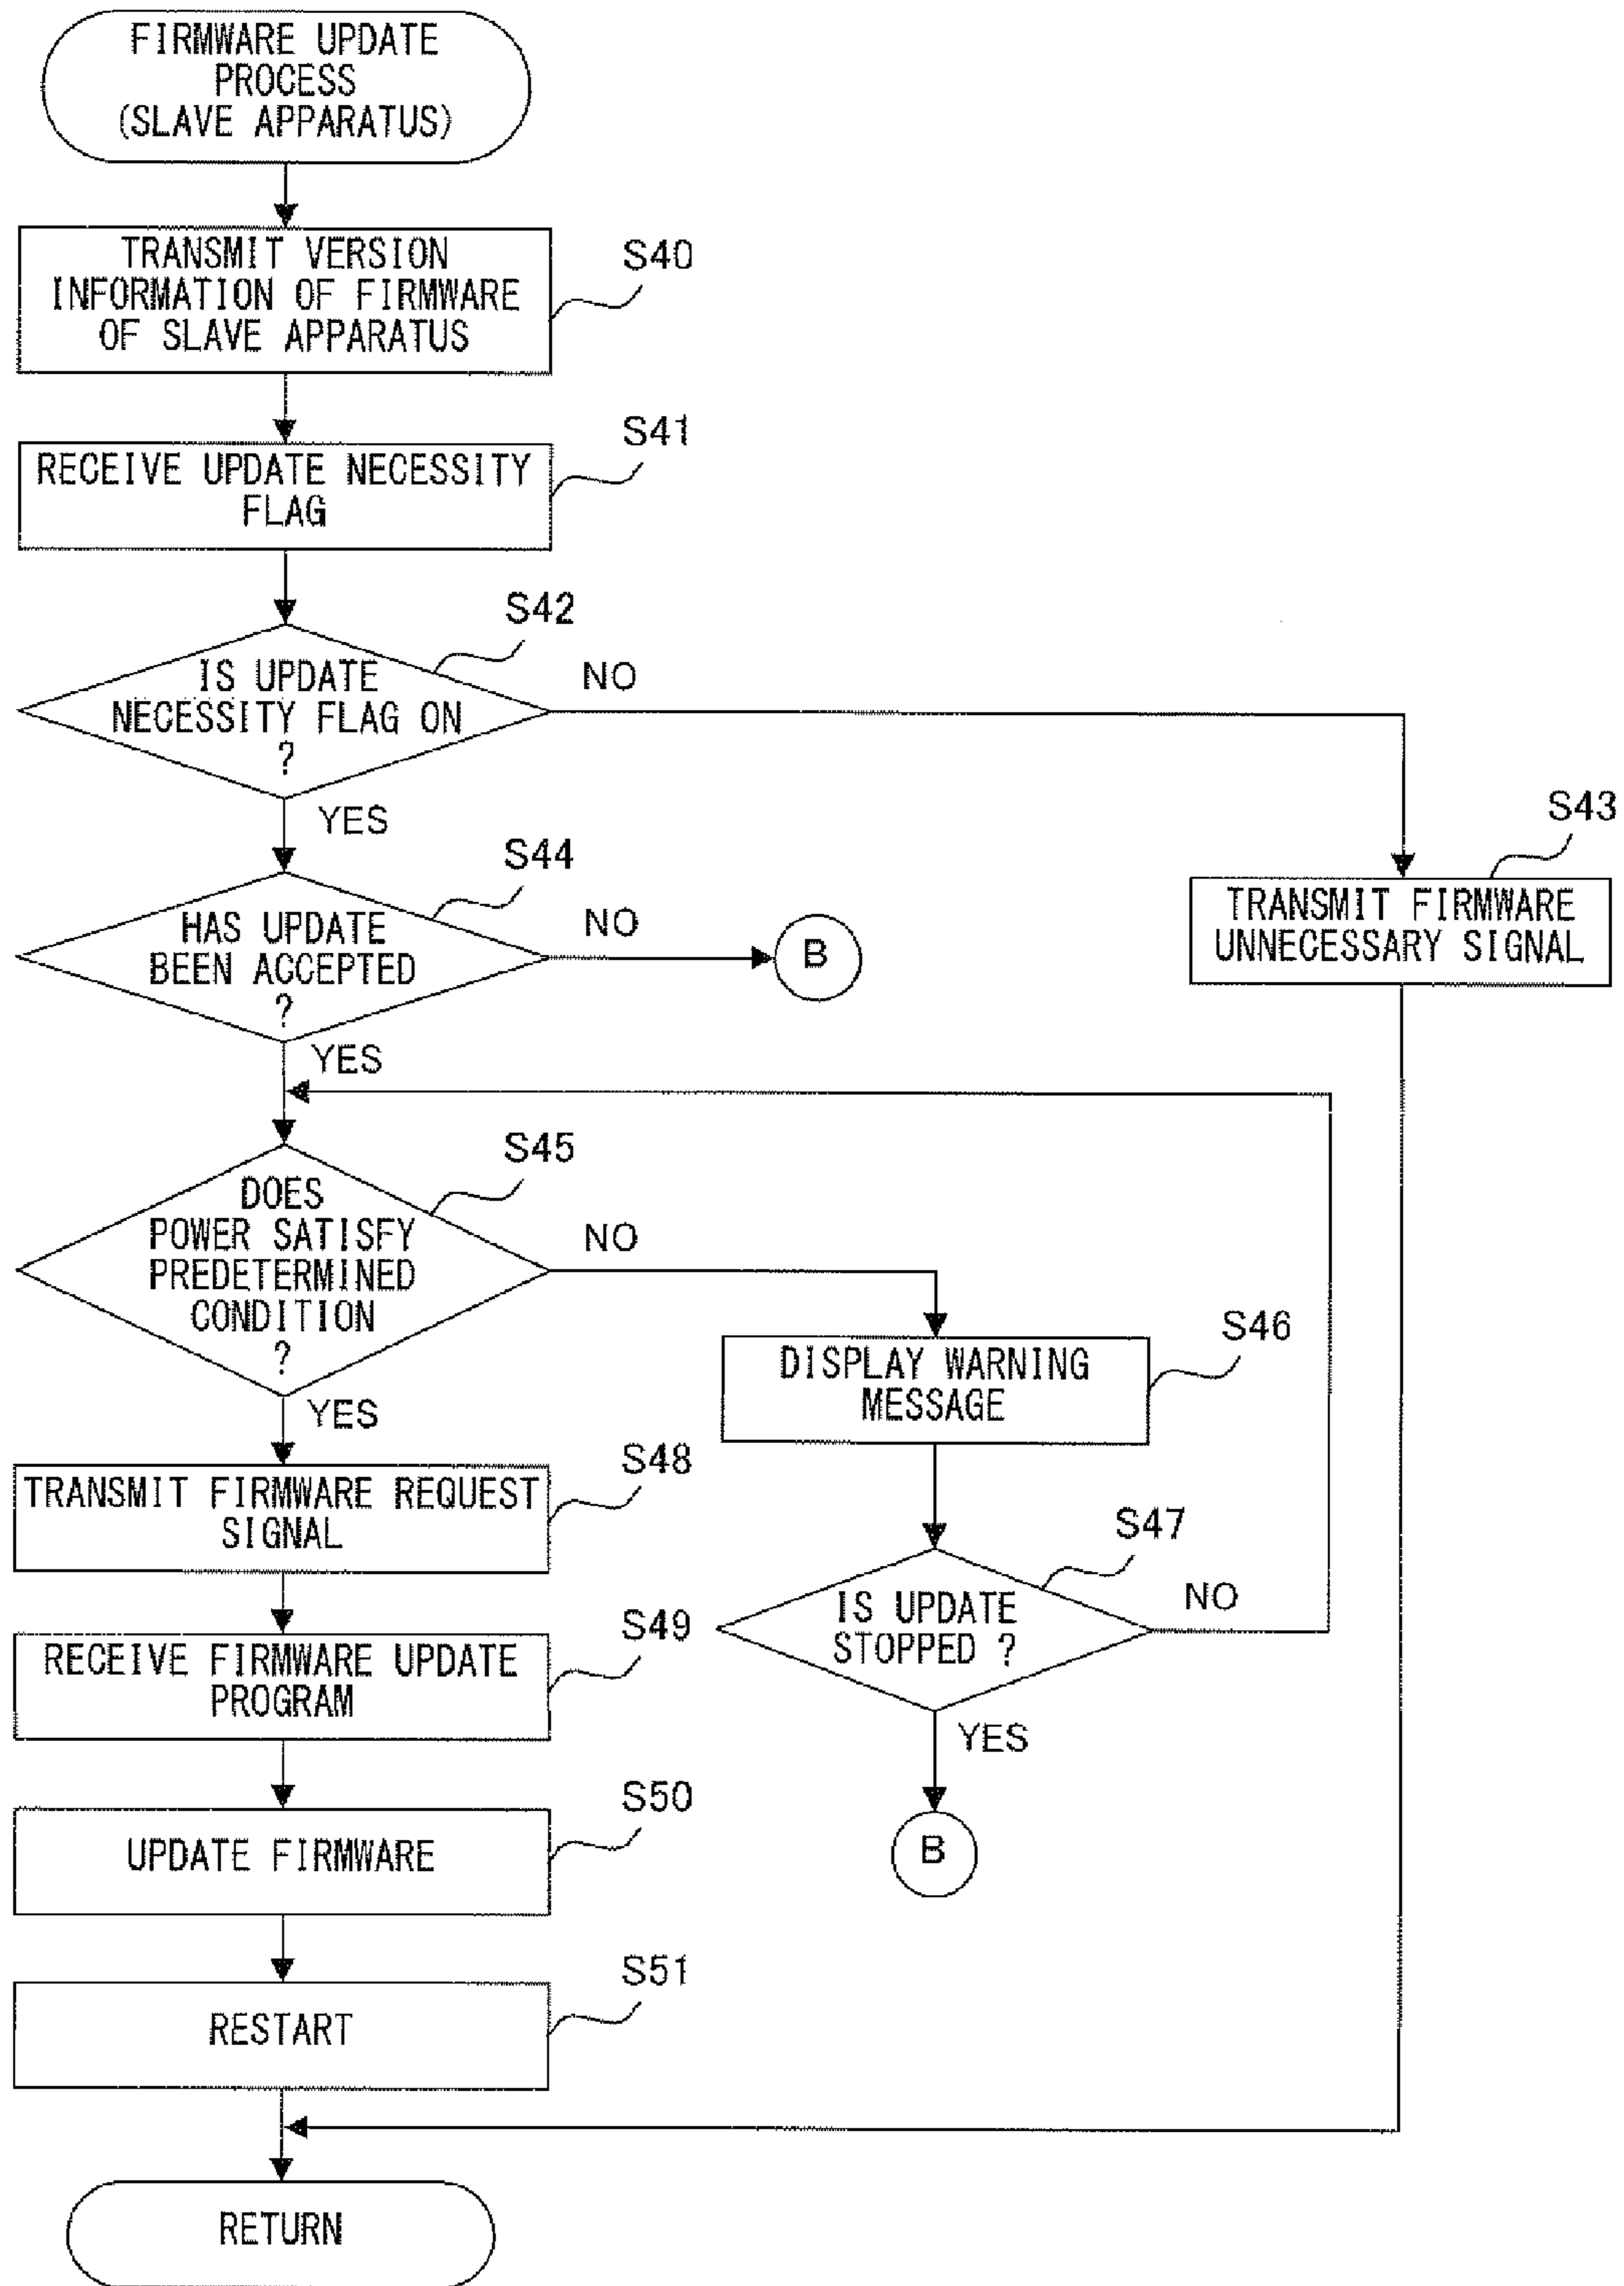 FIRMWARE UPDATE
PROCESS
(SLAVE APPARATUS)
TRANSMIT VERSION
INFORMATION OF FIRMWARE
OF SLAVE APPARATUS
S40
RECEIVE UPDATE NECESSITY
FLAG
S41
S42
IS UPDATE
NECESSITY FLAG ON
?
NO
YES
S43
TRANSMIT FIRMWARE
UNNECESSARY SIGNAL
S44
HAS UPDATE
BEEN ACCEPTED
?
NO
B
YES
S45
DOES
POWER SATISFY
PREDETERMINED
CONDITION
?
NO
YES
S46
DISPLAY WARNING
MESSAGE
S47
IS UPDATE
STOPPED ?
NO
YES
B
TRANSMIT FIRMWARE REQUEST
SIGNAL
S48
RECEIVE FIRMWARE UPDATE
PROGRAM
S49
UPDATE FIRMWARE
S50
RESTART
S51
RETURN